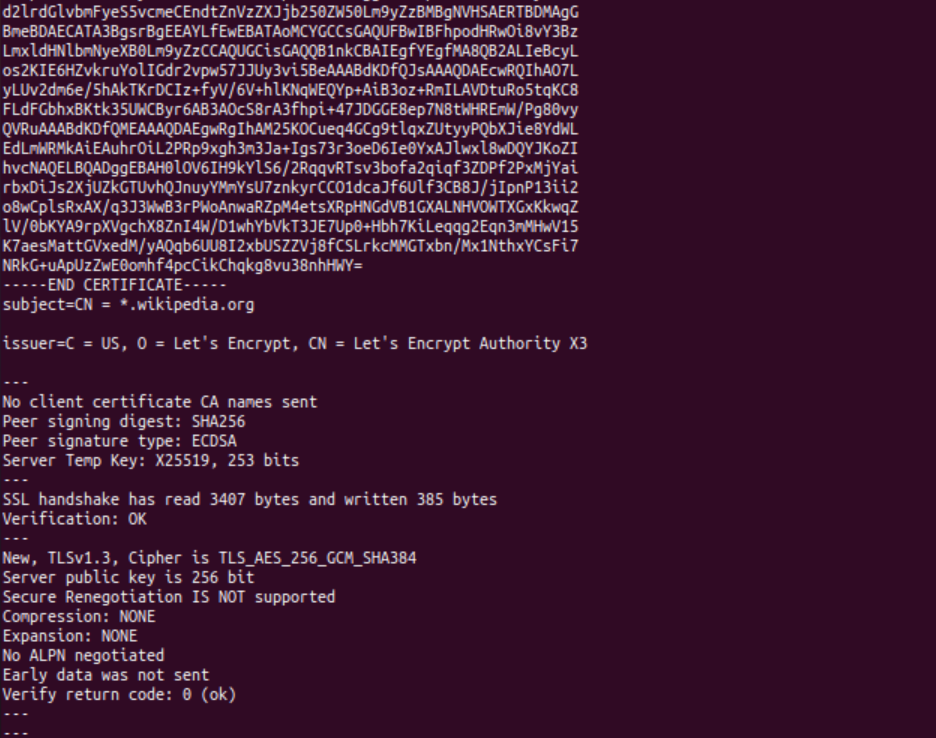 d2lrdGlvbmFyeS5vcmeCEndtZnVzZXJjb250ZW50Lm9yZzBMBgNVHSAERTBDMAgG
BmeBDAECATA3BgsrBgEEAYLfEwEBATAoMCYGCCsGAQUFBwIBFhpodHRwOi8vY3Bz
LmxldHNlbmNyeXB0Lm9yZzCCAQUGCisGAQQB1nkCBAIEgfYEgfMA8QB2ALIeBcyL
os2KIE6HZvkruYolIGdr2vpw57JJUy3vi5BeAAABdKDfQJsAAAQDAEcwRQIhAO7L
yLUv2dm6e/5hAkTKrDCIz+fyV/6V+hlKNqWEQYp+AiB3oz+RmILAVDtuRo5tqKC8
FLdFGbhxBKtk35UWCByr6AB3AOcS8rA3fhpi+47JDGGE8ep7N8tWHREmW/Pg80vy
QVRuAAABdKDfQMEAAAQDAEgwRgIhAM25KOCueq4GCg9tlqxZUtyyPQbXJie8YdWL
EdLmWRMkAiEAuhrOiL2PRp9xgh3m3Ja+Igs73r3oeD6Ie0YxAJlwxl8wDQYJKoZI
hvcNAQELBQADggEBAH0lOV6IH9kYlS6/2RqqvRTsv3bofa2qiqf3ZDPf2PxMjYai
rbxDiJs2XjUZkGTUvhQJnuyYMmYsU7znkyrCCO1dcaJf6Ulf3CB8J/jIpnP13ii2
o8wCplsRxAX/q3J3WwB3rPWoAnwaRZpM4etsXRpHNGdVB1GXALNHVOWTXGxKkwqZ
lV/0bKYA9rpXVgchX8ZnI4W/D1whYbVkT3JE7Up0+Hbh7KiLeqqg2Eqn3mMHwV15
K7aesMattGVxedM/yAQqb6UU8I2xbUSZZVj8fCSLrkcMMGTxbn/Mx1NthxYCsFi7
NRkG+uApUzZwE0omhf4pcCikChqkg8vu38nhHWY=
-----END CERTIFICATE-----
subject=CN = *.wikipedia.org
issuer=C = US, O = Let's Encrypt, CN = Let's Encrypt Authority X3
---
No client certificate CA names sent
Peer signing digest: SHA256
Peer signature type: ECDSA
Server Temp Key: X25519, 253 bits
---
SSL handshake has read 3407 bytes and written 385 bytes
Verification: OK
---
New, TLSv1.3, Cipher is TLS_AES_256_GCM_SHA384
Server public key is 256 bit
Secure Renegotiation IS NOT supported
Compression: NONE
Expansion: NONE
No ALPN negotiated
Early data was not sent
Verify return code: 0 (ok)
---
---